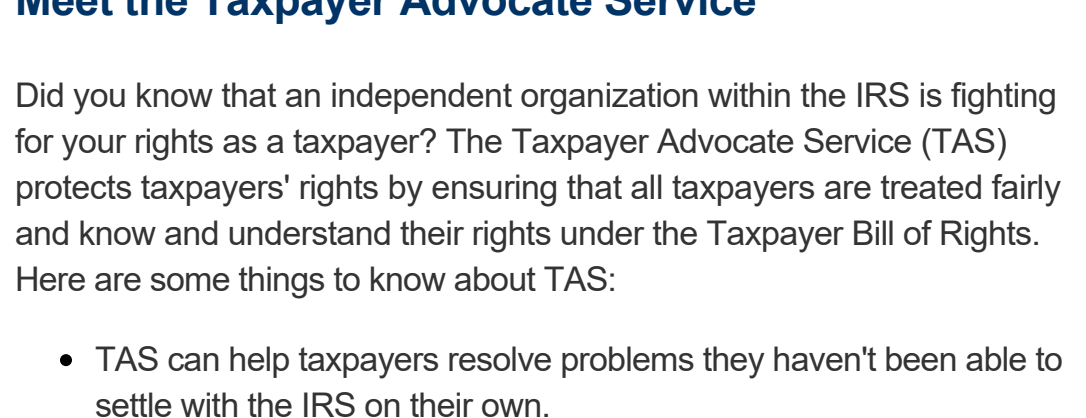 Meet the Taxpayer Advocate Service
Did you know that an independent organization within the IRS is fighting
for your rights as a taxpayer? The Taxpayer Advocate Service (TAS)
protects taxpayers' rights by ensuring that all taxpayers are treated fairly
and know and understand their rights under the Taxpayer Bill of Rights.
Here are some things to know about TAS:
• TAS can help taxpayers resolve problems they haven't been able to
settle with the IRS on their own.